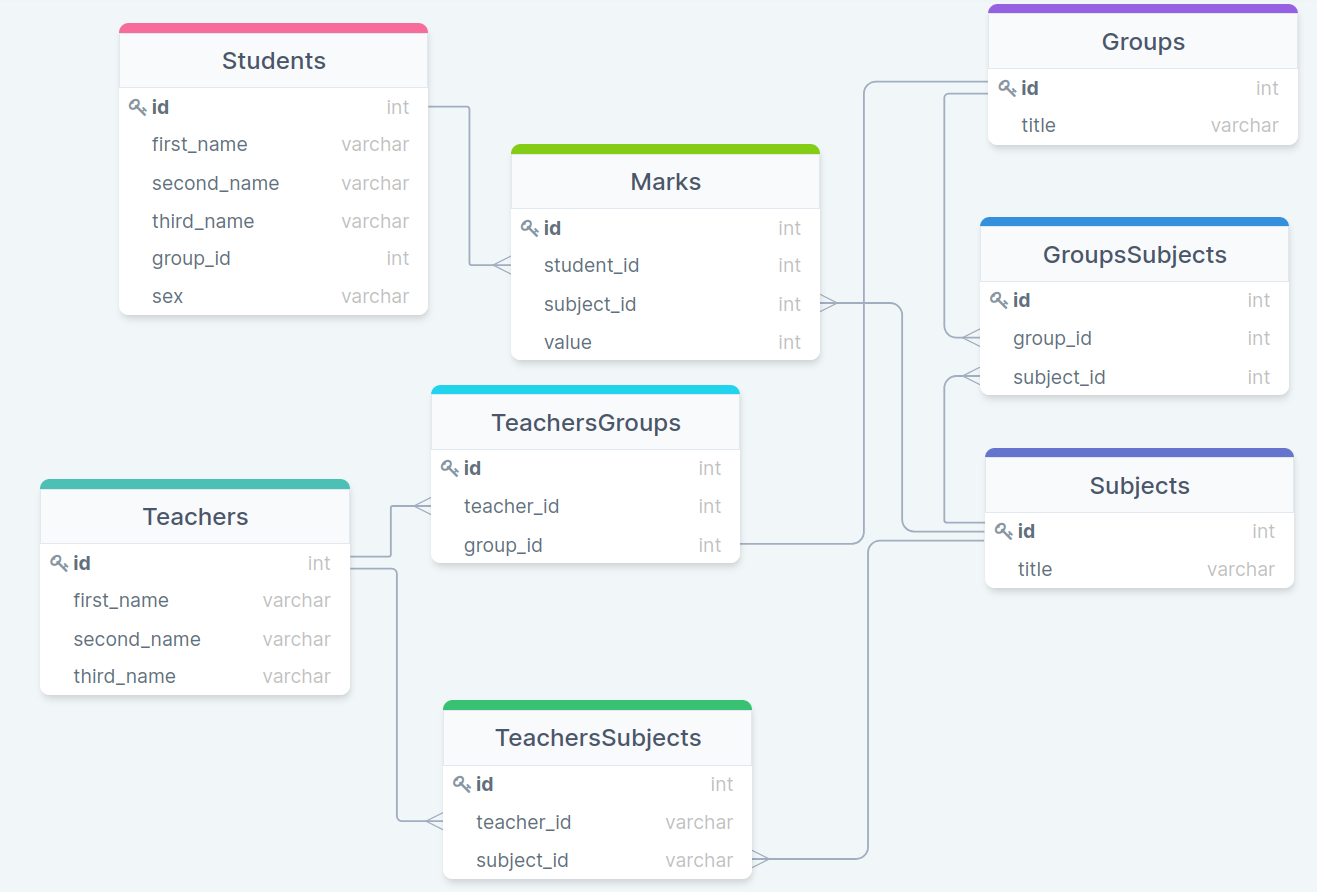 Students
id int
first_name varchar
second_name varchar
third_name varchar
group_id int
sex varchar
Groups
id int
title varchar
Marks
id int
student_id int
subject_id int
value int
GroupsSubjects
id int
group_id int
subject_id int
TeachersGroups
id int
teacher_id int
group_id int
Subjects
id int
title varchar
Teachers
id int
first_name varchar
second_name varchar
third_name varchar
TeachersSubjects
id int
teacher_id varchar
subject_id varchar